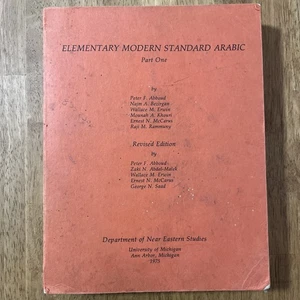 ELEMENTARY MODERN STANDARD ARABIC
Part One
by
Peter F. Abboud
Najm A. Bezirgan
Wallace M. Erwin
Mounah A. Khouri
Ernest N. McCarus
Raji M. Rammuny
Revised Edition
By
Peter F. Abboud
Zaki N. Abdel-Malek
Wallace M. Erwin
Ernest N. McCarus
George N. Saad
Department of Near Eastern Studies
University of Michigan
Ann Arbor, Michigan
1975